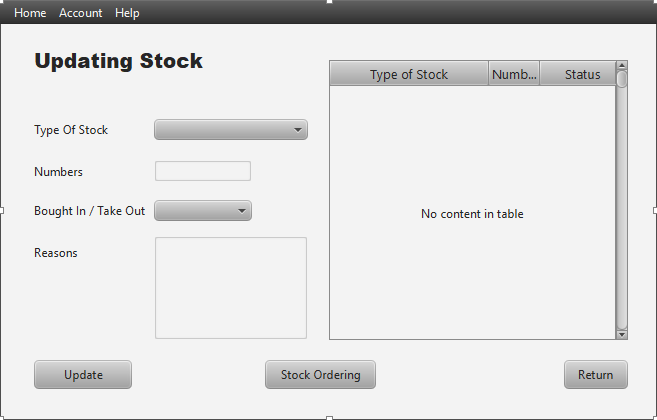 Home Account Help
Updating Stock
Type of Stock Numb... Status
Type Of Stock
Numbers
Bought In / Take Out
No content in table
Reasons
Update Stock Ordering Return